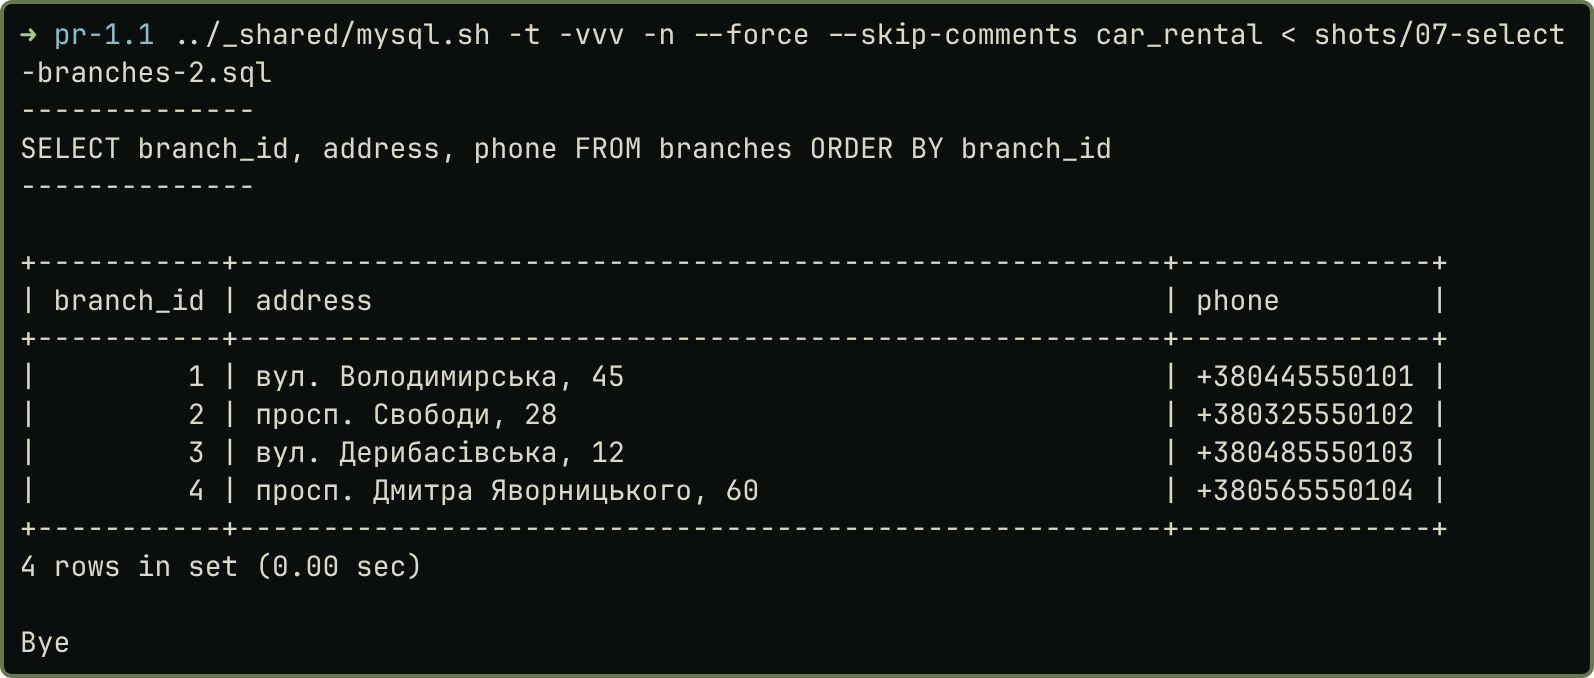 → pr-1.1 ../_shared/mysql.sh -t -vvv -n --force --skip-comments car_rental < shots/07-select
-branches-2.sql
--------------
SELECT branch_id, address, phone FROM branches ORDER BY branch_id
--------------

+-----------+-------------------------------------------------------+---------------+
| branch_id | address                                               | phone         |
+-----------+-------------------------------------------------------+---------------+
|         1 | вул. Володимирська, 45                                | +380445550101 |
|         2 | просп. Свободи, 28                                    | +380325550102 |
|         3 | вул. Дерибасівська, 12                                | +380485550103 |
|         4 | просп. Дмитра Яворницького, 60                        | +380565550104 |
+-----------+-------------------------------------------------------+---------------+
4 rows in set (0.00 sec)

Bye